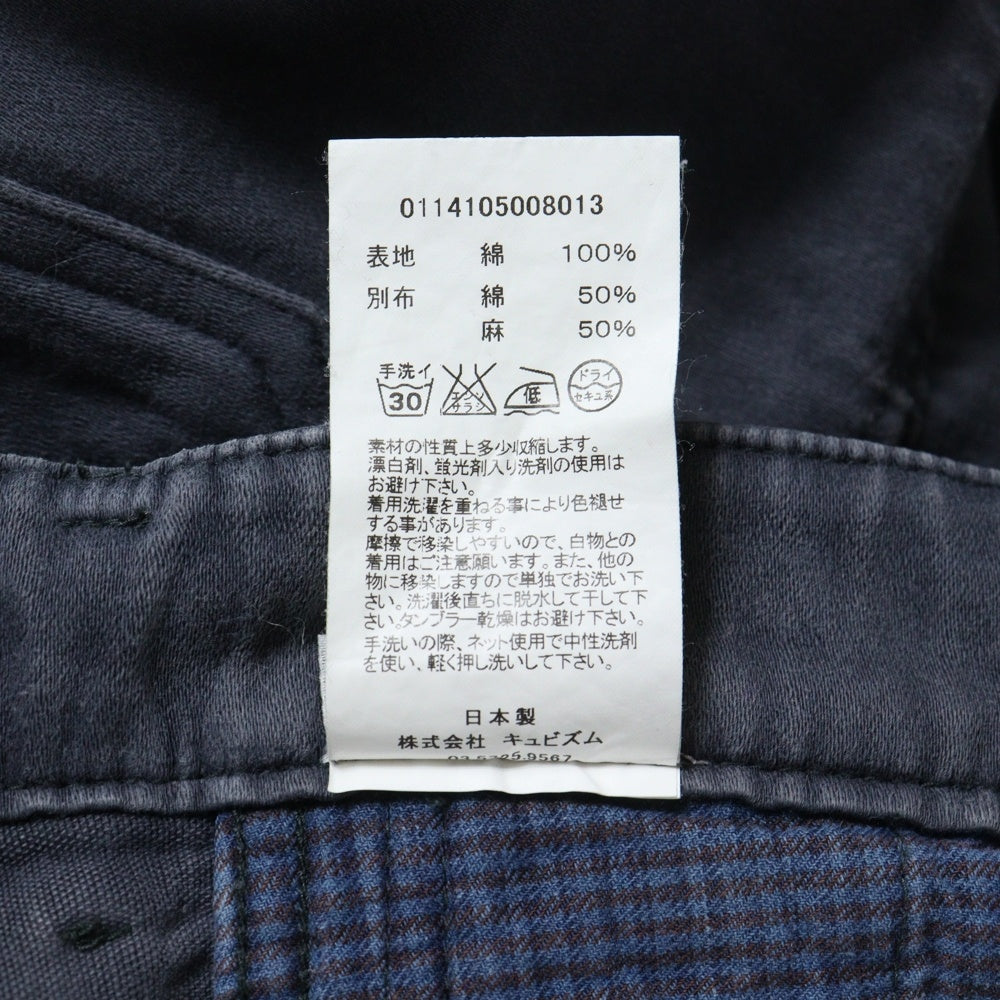 0114105008013
表地 綿 100%
別布 綿 50%
麻 50%
手洗イ
30 エンソサラシ 低 ドライ セキユ系
素材の性質上多少収縮します。
漂白剤、蛍光剤入り洗剤の使用は
お避け下さい。
着用洗濯を重ねる事により色褪せ
する事があります。
摩擦で移染しやすいので、白物との
着用はご注意願います。また、他の
物に移染しますので単独でお洗い下
さい。洗濯後直ちに脱水して干して下
さい。タンブラー乾燥はお避け下さい。
手洗いの際、ネット使用で中性洗剤
を使い、軽く押し洗いして下さい。
日本製
株式会社 キュビズム